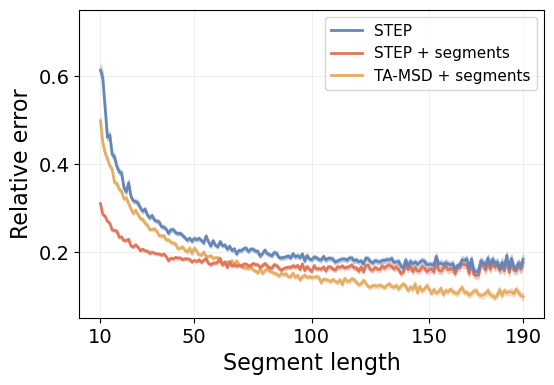 STEP
STEP + segments
TA-MSD + segments
Relative error
0.6
0.4
0.2
10
50
100
150
190
Segment length